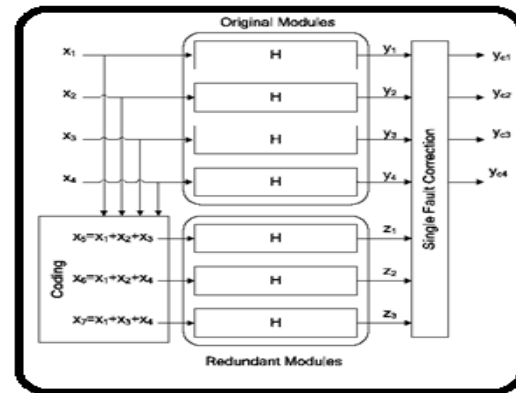 Original Modules
x₁ H y₁ yc1
x₂ H y₂ yc2
x₃ H y₃ yc3
x₄ H y₄ yc4
Single Fault Correction
Coding
x₅=x₁+x₂+x₃ H z₁
x₆=x₁+x₂+x₄ H z₂
x₇=x₁+x₃+x₄ H z₃
Redundant Modules